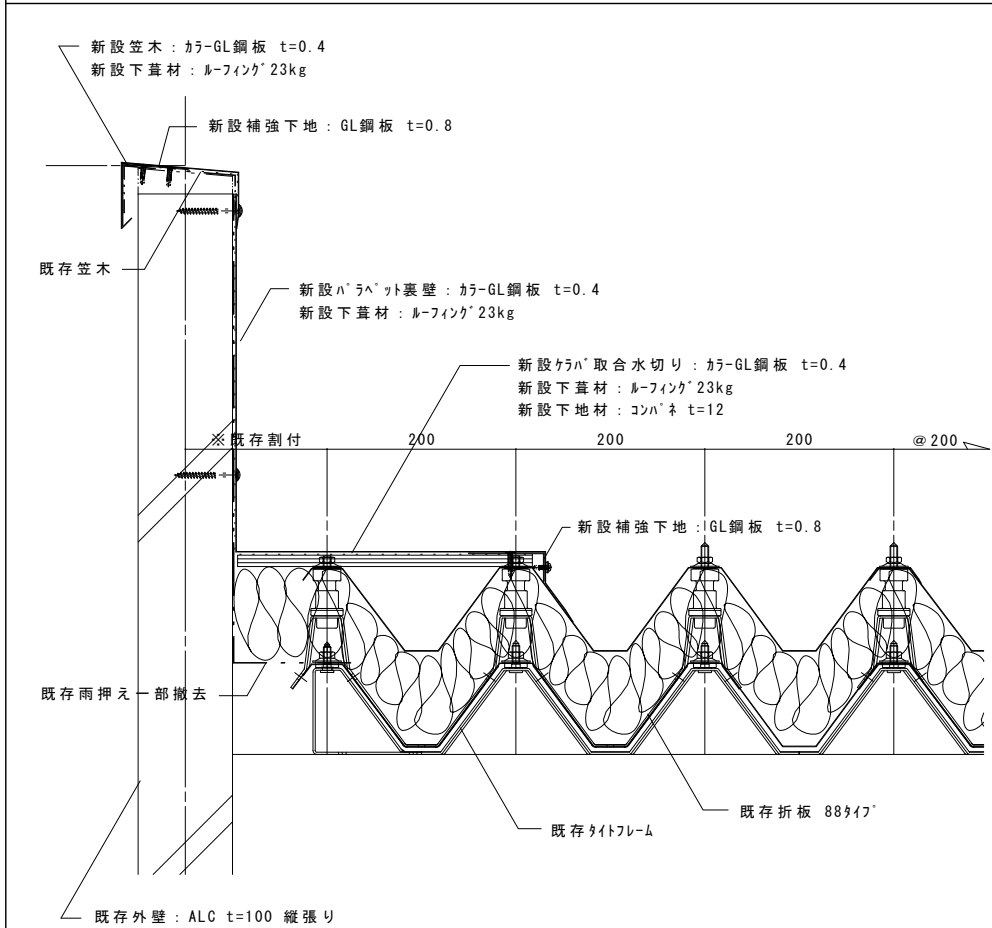 新設笠木：ｶﾗｰGL鋼板 t=0.4
新設下葺材：ﾙｰﾌｨﾝｸﾞ23kg
新設補強下地：GL鋼板 t=0.8
既存笠木
新設ﾊﾟﾗﾍﾟｯﾄ裏壁：ｶﾗｰGL鋼板 t=0.4
新設下葺材：ﾙｰﾌｨﾝｸﾞ23kg
新設ｹﾗﾊﾞ取合水切り：ｶﾗｰGL鋼板 t=0.4
新設下葺材：ﾙｰﾌｨﾝｸﾞ23kg
新設下地材：ｺﾝﾊﾟﾈ t=12
※既存割付 200 200 200 @200
新設補強下地：GL鋼板 t=0.8
既存雨押え一部撤去
既存折板 88ﾀｲﾌﾟ
既存ﾀｲﾄﾌﾚｰﾑ
既存外壁：ALC t=100 縦張り